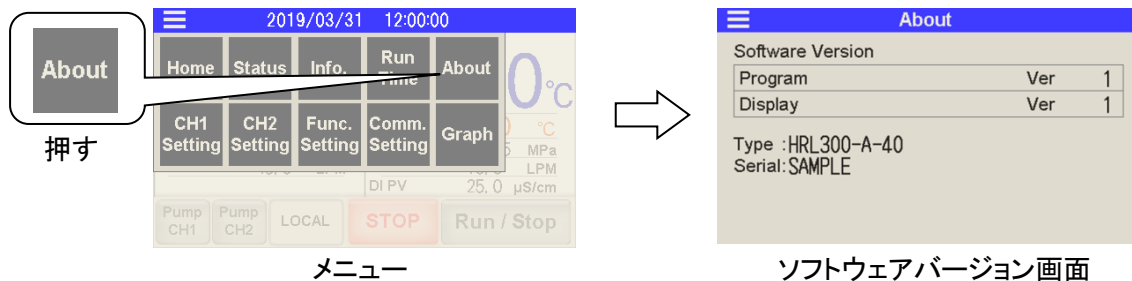 About
押す
2019/03/31 12:00:00
Home Status Info. Run Time About
CH1 Setting CH2 Setting Func. Setting Comm. Setting Graph
0℃
℃
MPa
LPM
DI PV 25.0 μS/cm
Pump CH1 Pump CH2 LOCAL STOP Run / Stop
メニュー
About
Software Version
Program Ver 1
Display Ver 1
Type :HRL300-A-40
Serial:SAMPLE
ソフトウェアバージョン画面